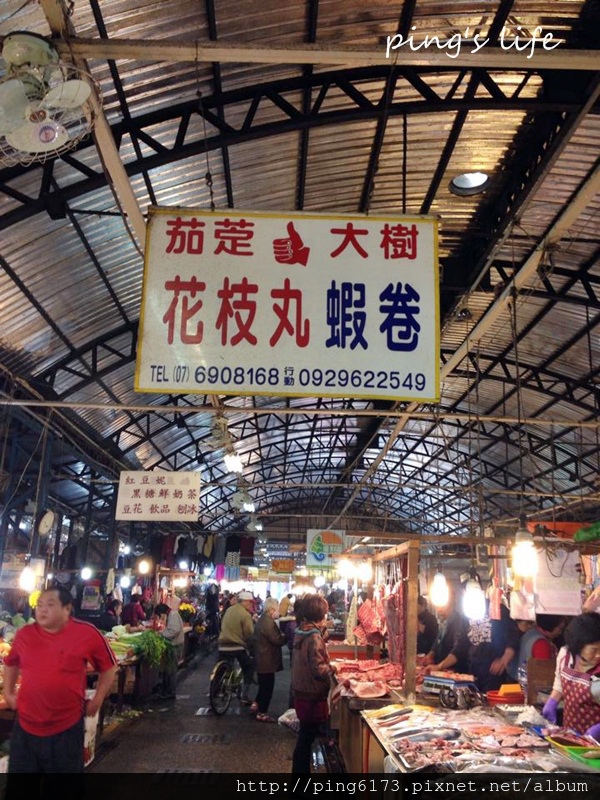 ping's life
茄萣 大樹
花枝丸 蝦卷
TEL (07) 6908168 行動 0929622549
紅豆妮
黑糖鮮奶茶
豆花 飲品 刨冰
http://ping6173.pixnet.net/album